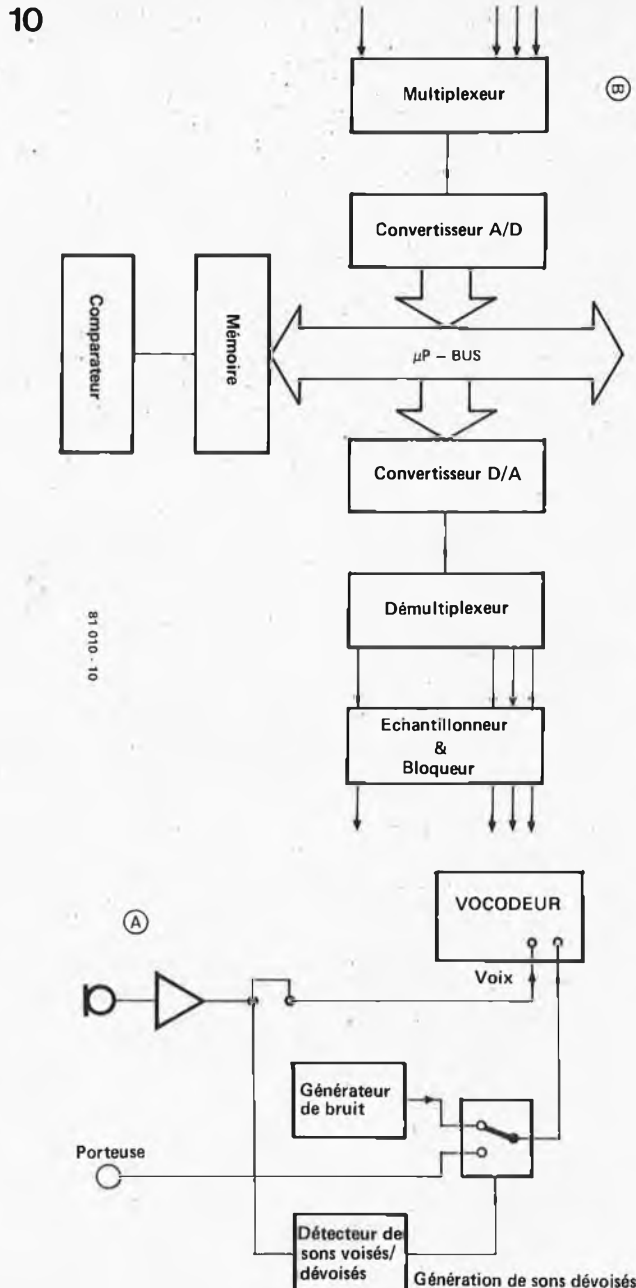 10
B
Multiplexeur
Convertisseur A/D
Comparateur
Mémoire
µP – BUS
Convertisseur D/A
Démultiplexeur
81 010 - 10
Echantillonneur
&
Bloqueur
A
VOCODEUR
Voix
Générateur
de bruit
Porteuse
Détecteur de
sons voisés/
dévoisés
Génération de sons dévoisés